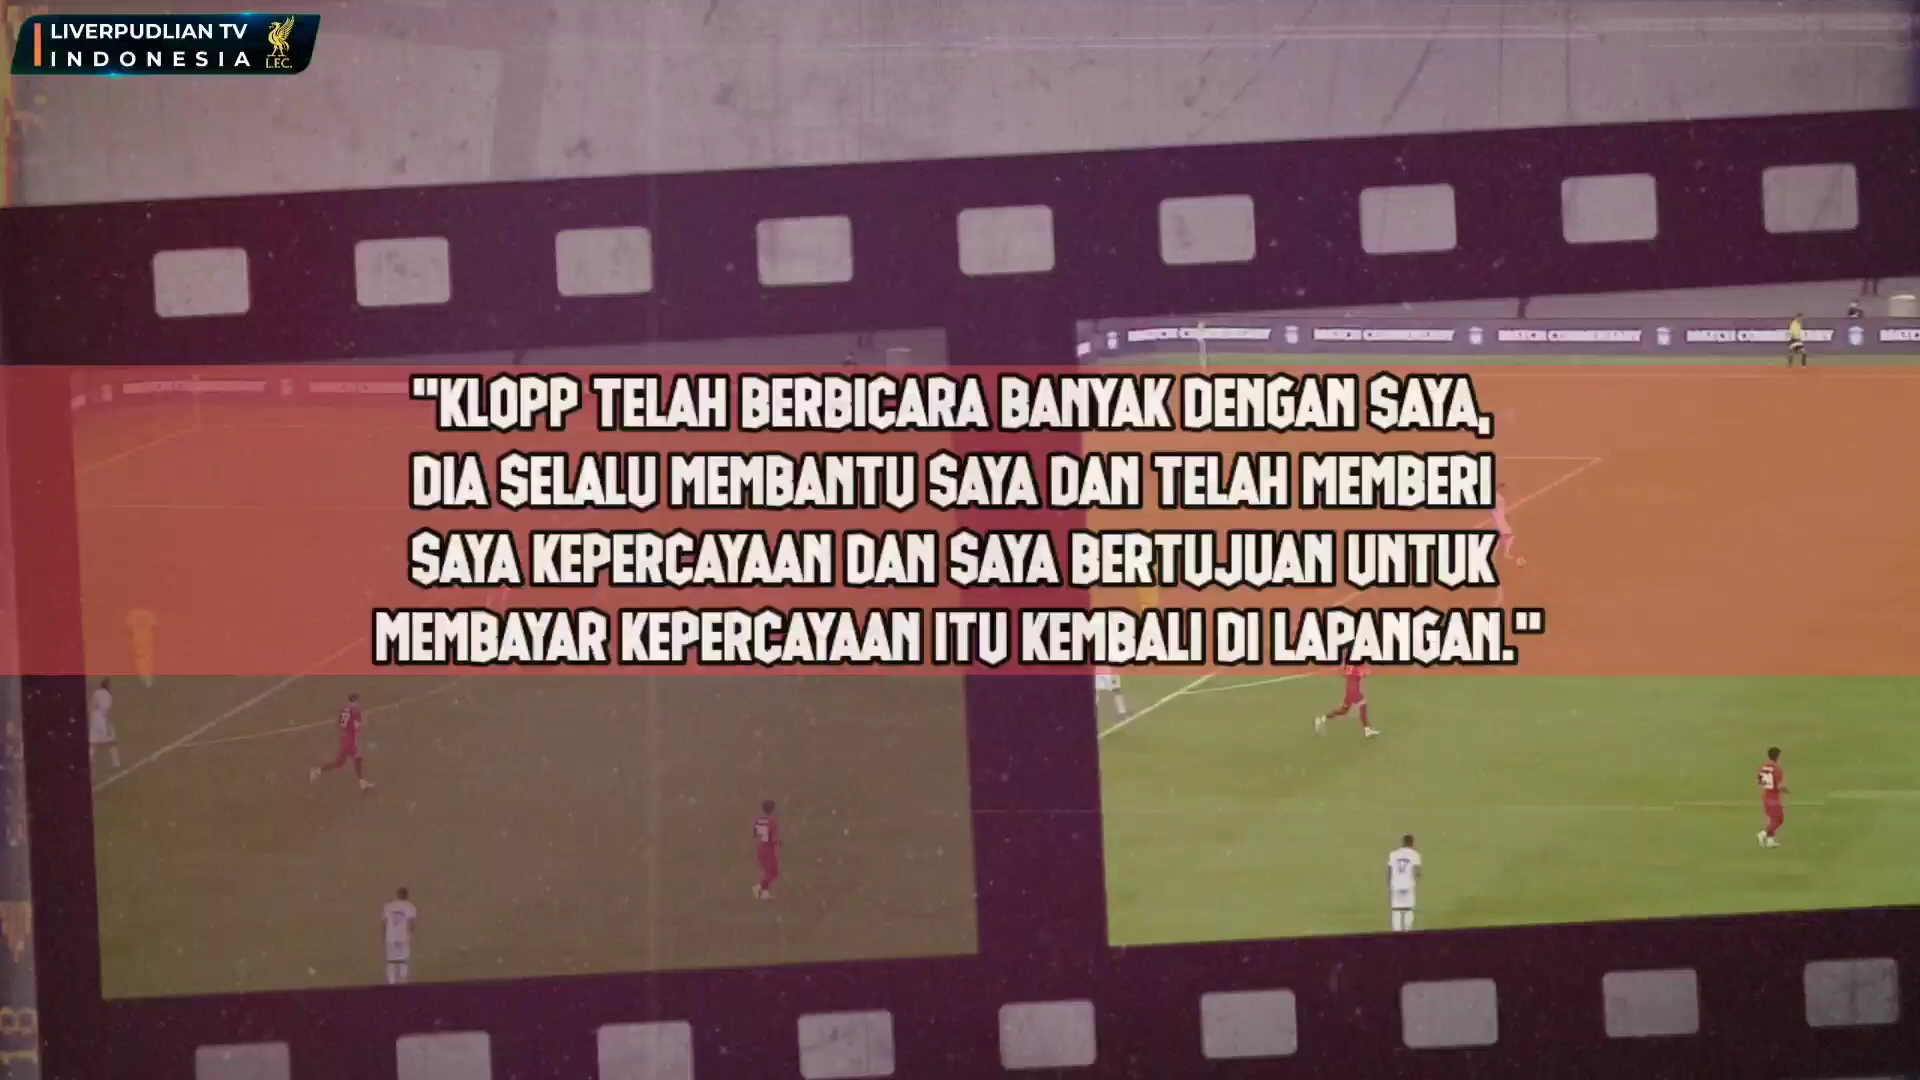 LIVERPUDLIAN TV
INDONESIA
L.F.C.
"KLOPP TELAH BERBICARA BANYAK DENGAN SAYA,
DIA SELALU MEMBANTU SAYA DAN TELAH MEMBERI
SAYA KEPERCAYAAN DAN SAYA BERTUJUAN UNTUK
MEMBAYAR KEPERCAYAAN ITU KEMBALI DI LAPANGAN."